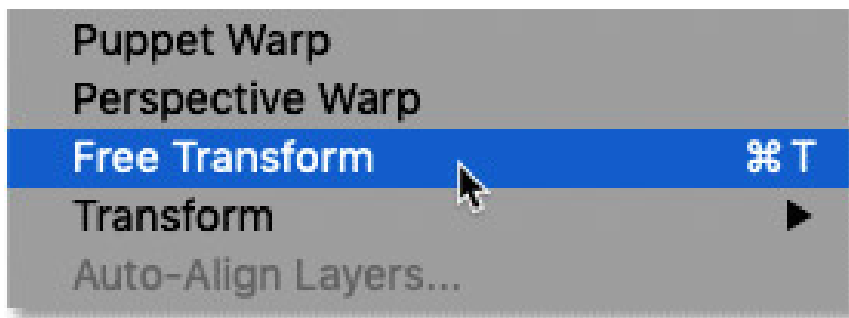 Puppet Warp
Perspective Warp
Free Transform ⌘ T
Transform ▶
Auto-Align Layers...